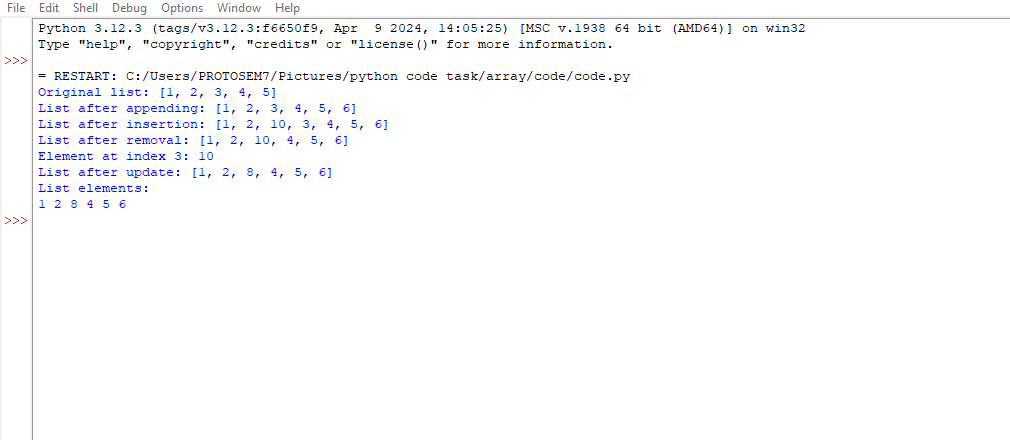 File Edit Shell Debug Options Window Help
Python 3.12.3 (tags/v3.12.3:f6650f9, Apr  9 2024, 14:05:25) [MSC v.1938 64 bit (AMD64)] on win32
Type "help", "copyright", "credits" or "license()" for more information.
>>>
= RESTART: C:/Users/PROTOSEM7/Pictures/python code task/array/code/code.py
Original list: [1, 2, 3, 4, 5]
List after appending: [1, 2, 3, 4, 5, 6]
List after insertion: [1, 2, 10, 3, 4, 5, 6]
List after removal: [1, 2, 10, 4, 5, 6]
Element at index 3: 10
List after update: [1, 2, 8, 4, 5, 6]
List elements:
1 2 8 4 5 6
>>>